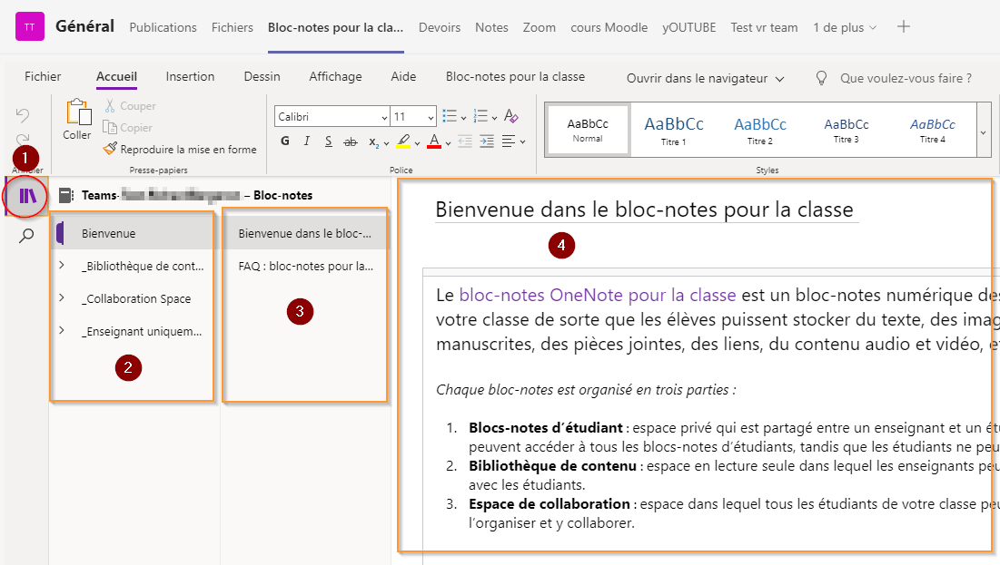 TT
Général
Publications
Fichiers
Bloc-notes pour la cla...
Devoirs
Notes
Zoom
cours Moodle
yOUTUBE
Test vr team
1 de plus
Fichier
Accueil
Insertion
Dessin
Affichage
Aide
Bloc-notes pour la classe
Ouvrir dans le navigateur
Que voulez-vous faire ?
Coller
Couper
Copier
Reproduire la mise en forme
Presse-papiers
Calibri
11
G I S ab x₂ A
Police
AaBbCc
Normal
AaBbCc
Titre 1
AaBbCc
Titre 2
AaBbCc
Titre 3
AaBbCc
Titre 4
Styles
1
Teams-
– Bloc-notes
Bienvenue
_Bibliothèque de cont...
_Collaboration Space
_Enseignant uniquem...
2
Bienvenue dans le bloc-...
FAQ : bloc-notes pour la...
3
Bienvenue dans le bloc-notes pour la classe
4
Le bloc-notes OneNote pour la classe est un bloc-notes numérique des
votre classe de sorte que les élèves puissent stocker du texte, des imag
manuscrites, des pièces jointes, des liens, du contenu audio et vidéo, e
Chaque bloc-notes est organisé en trois parties :
1. Blocs-notes d'étudiant : espace privé qui est partagé entre un enseignant et un étu
peuvent accéder à tous les blocs-notes d'étudiants, tandis que les étudiants ne peu
2. Bibliothèque de contenu : espace en lecture seule dans lequel les enseignants peu
avec les étudiants.
3. Espace de collaboration : espace dans lequel tous les étudiants de votre classe peu
l'organiser et y collaborer.